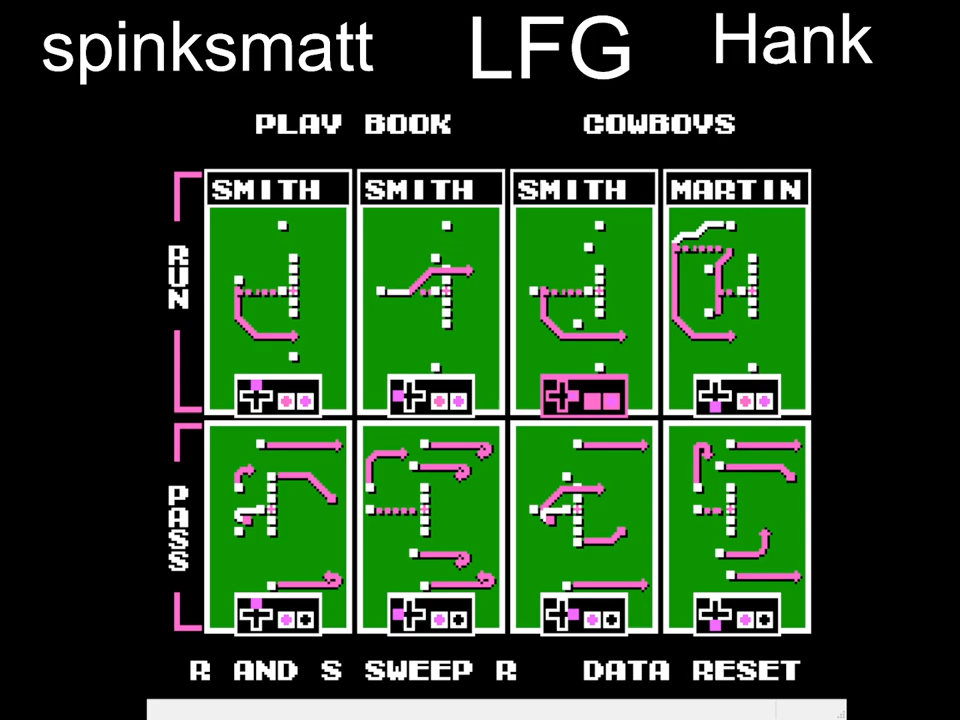 spinksmatt LFG Hank
PLAY BOOK COWBOYS
SMITH SMITH SMITH MARTIN
RUN
PASS
R AND S SWEEP R DATA RESET